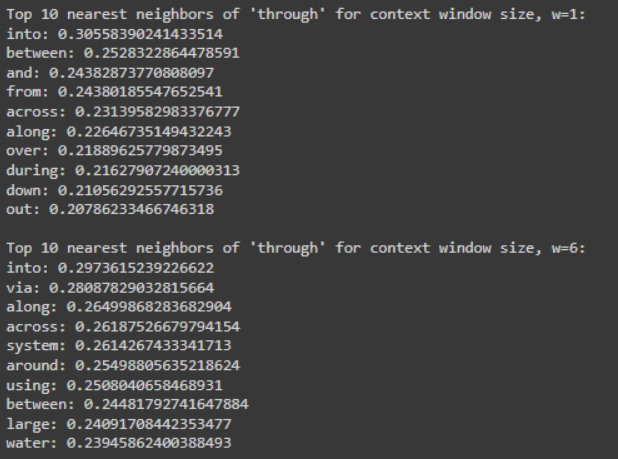 Top 10 nearest neighbors of 'through' for context window size, w=1:
into: 0.30558390241433514
between: 0.2528322864478591
and: 0.24382873770808097
from: 0.24380185547652541
across: 0.23139582983376777
along: 0.22646735149432243
over: 0.21889625779873495
during: 0.21627907240000313
down: 0.21056292557715736
out: 0.20786233466746318

Top 10 nearest neighbors of 'through' for context window size, w=6:
into: 0.2973615239226622
via: 0.28087829032815664
along: 0.26499868283682904
across: 0.26187526679794154
system: 0.2614267433341713
around: 0.25498805635218624
using: 0.2508040658468931
between: 0.24481792741647884
large: 0.24091708442353477
water: 0.23945862400388493